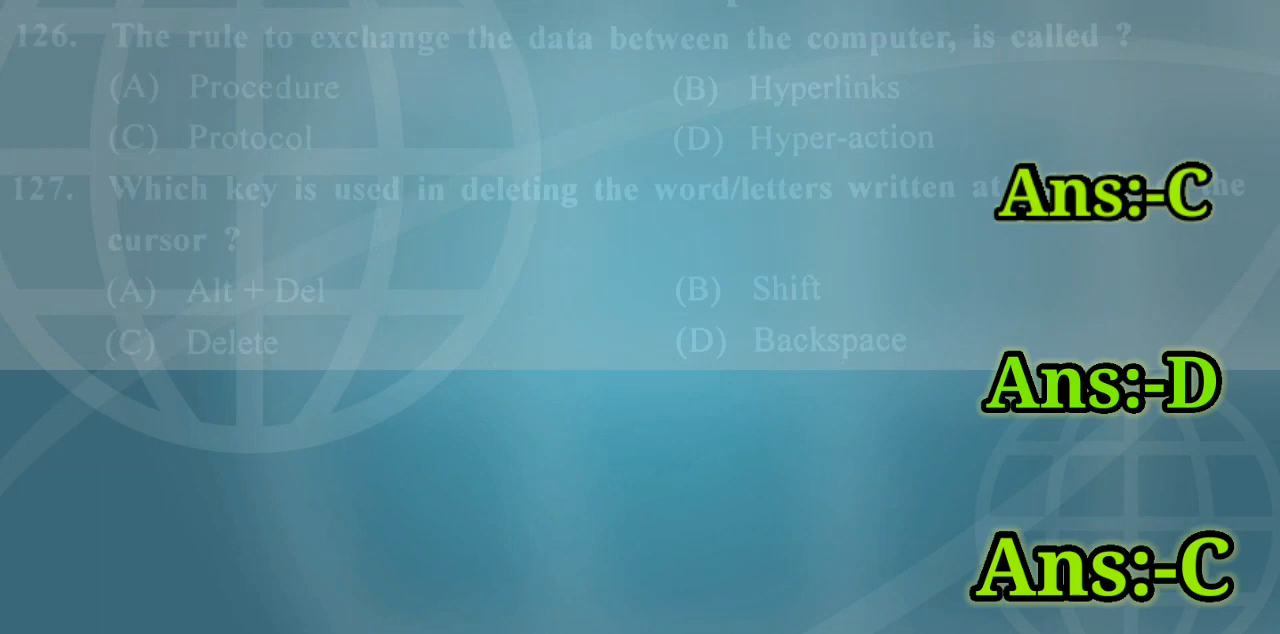 126. The rule to exchange the data between the computer, is called ?
(A) Procedure (B) Hyperlinks
(C) Protocol (D) Hyper-action
Ans:-C
127. Which key is used in deleting the word/letters written at he
cursor ?
(A) Alt + Del (B) Shift
(C) Delete (D) Backspace
Ans:-D
Ans:-C